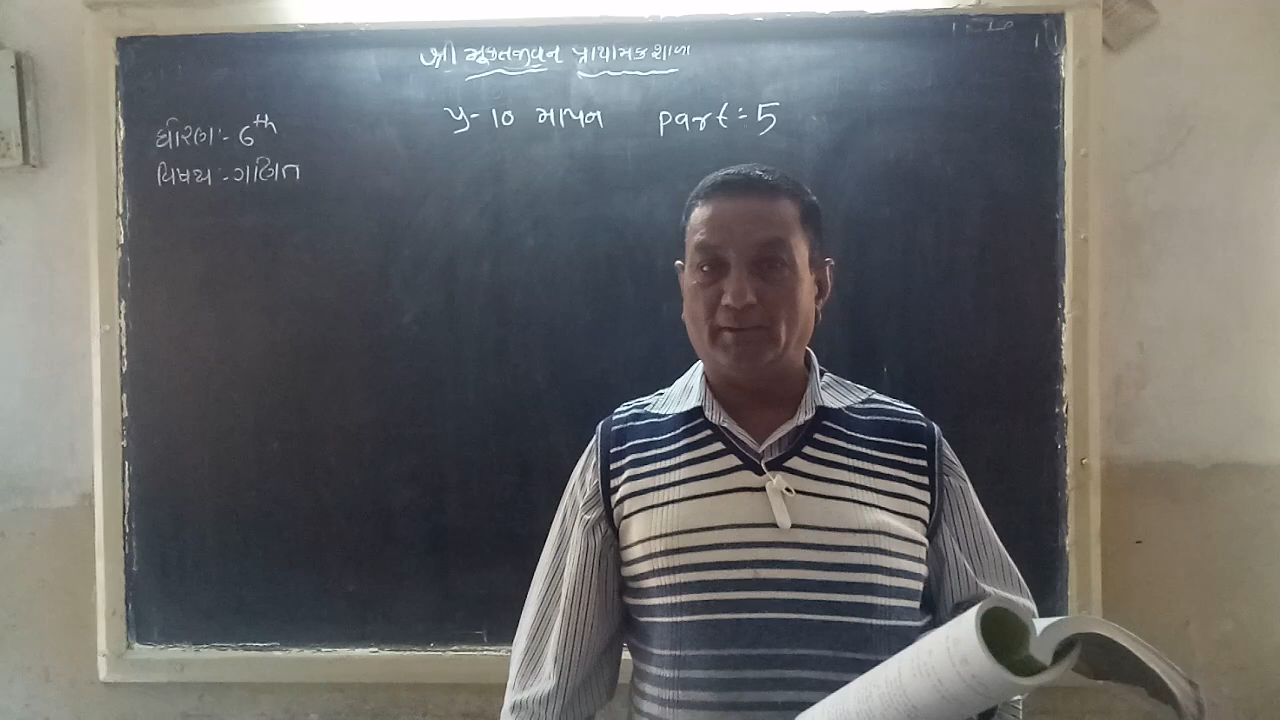 શ્રી મુક્તજીવન પ્રાથમિક શાળા
પ્ર-10 માપન part:-5
ધોરણ:- 6th
વિષય:- ગણિત